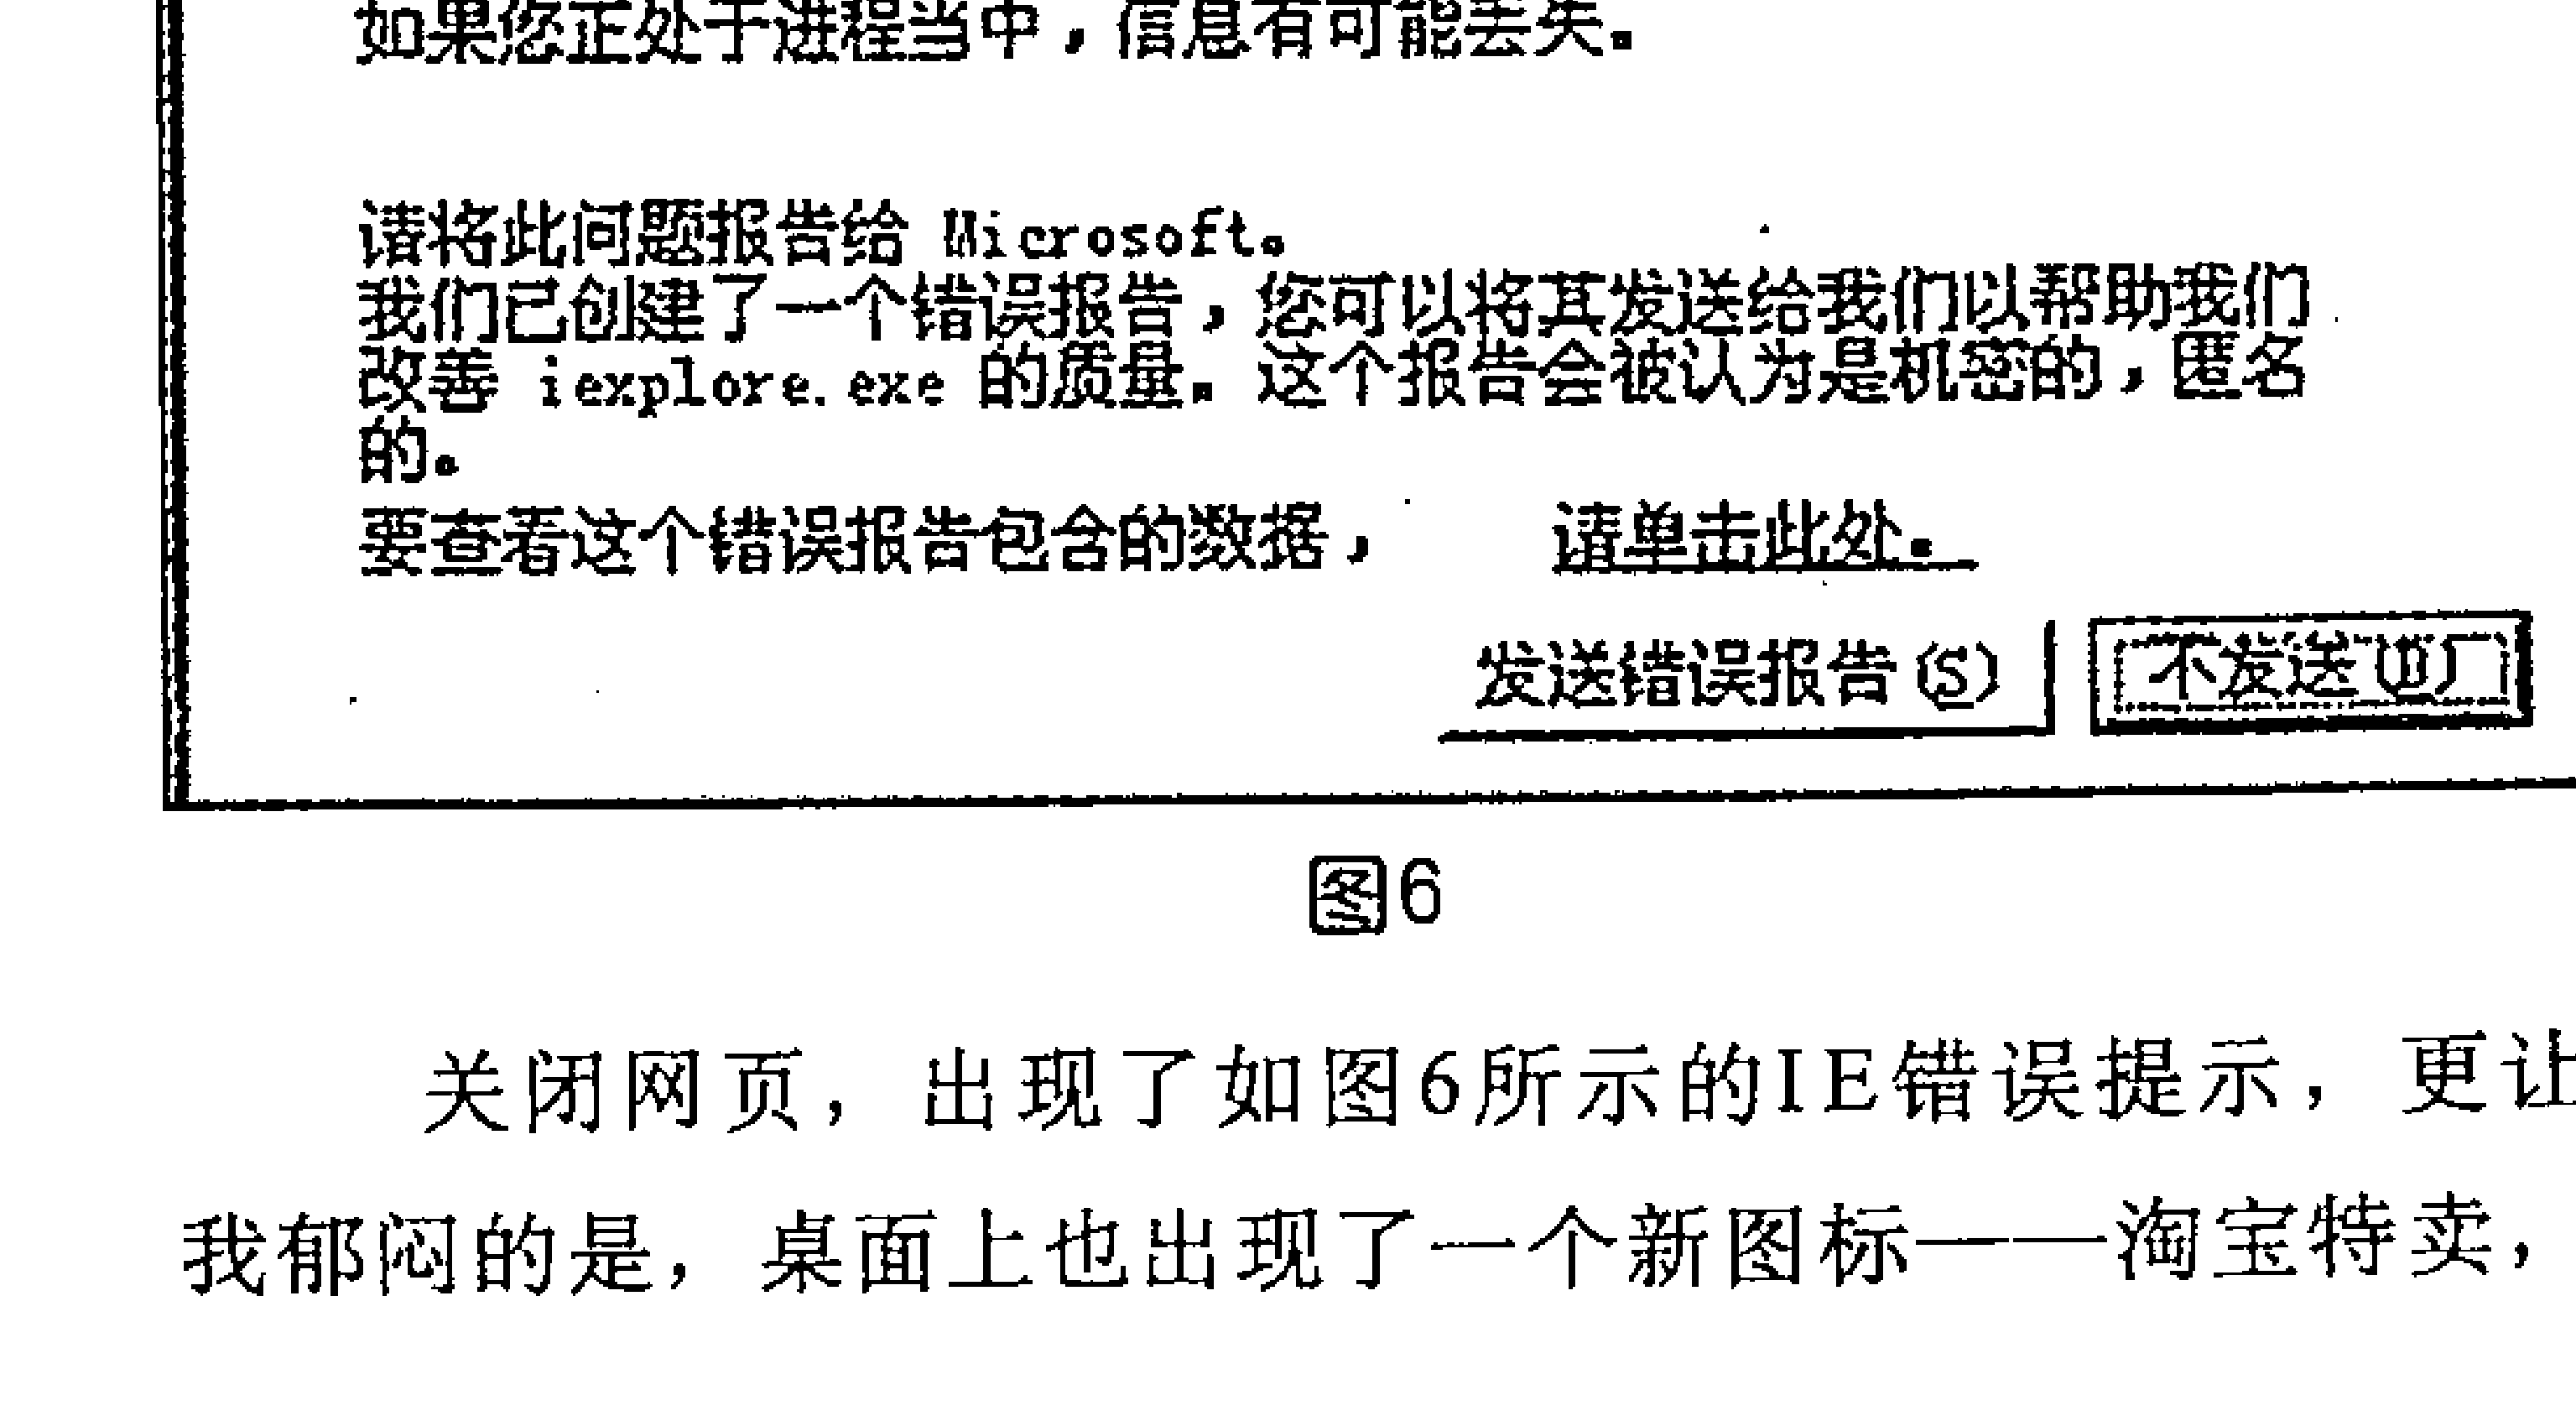 如果您正处于进程当中，信息有可能丢失。
请将此问题报告给 Microsoft。
我们已创建了一个错误报告，您可以将其发送给我们以帮助我们
改善 iexplore.exe 的质量。这个报告会被认为是机密的，匿名
的。
要查看这个错误报告包含的数据， 请单击此处。
发送错误报告(S) 不发送(D)
图6
关闭网页，出现了如图6所示的IE错误提示，更让
我郁闷的是，桌面上也出现了一个新图标——淘宝特卖，